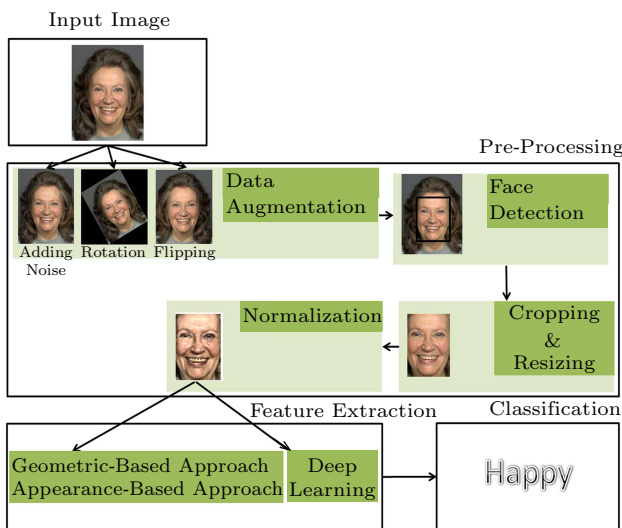 Input Image
Pre-Processing
Data
Augmentation
Face
Detection
Adding
Noise
Rotation
Flipping
Normalization
Cropping
&
Resizing
Feature Extraction
Classification
Geometric-Based Approach
Appearance-Based Approach
Deep
Learning
Happy